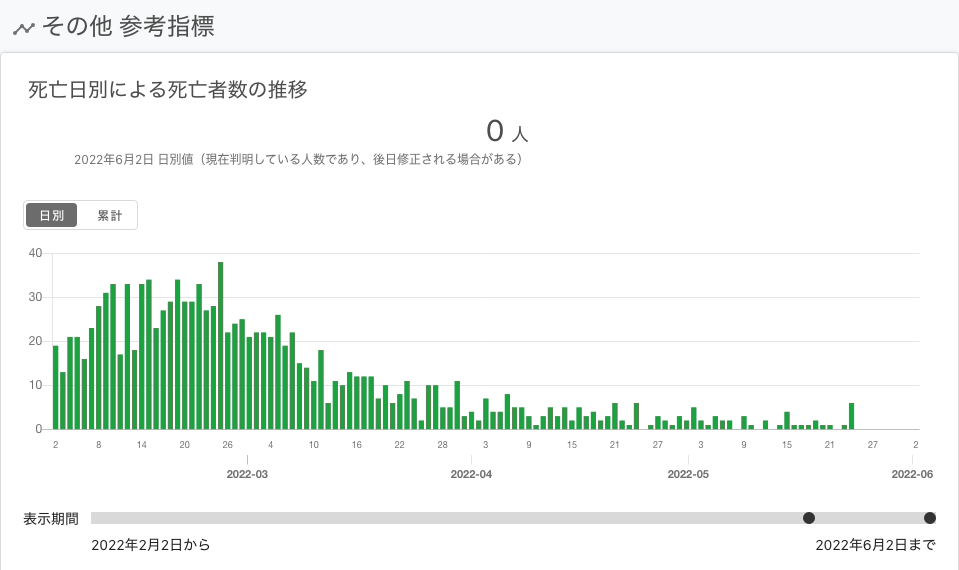 その他 参考指標
死亡日別による死亡者数の推移
0 人
2022年6月2日 日別値（現在判明している人数であり、後日修正される場合がある）
日別 累計
40
30
20
10
0
2 8 14 20 26 4 10 16 22 28 3 9 15 21 27 3 9 15 21 27 2
2022-03 2022-04 2022-05 2022-06
表示期間
2022年2月2日から 2022年6月2日まで